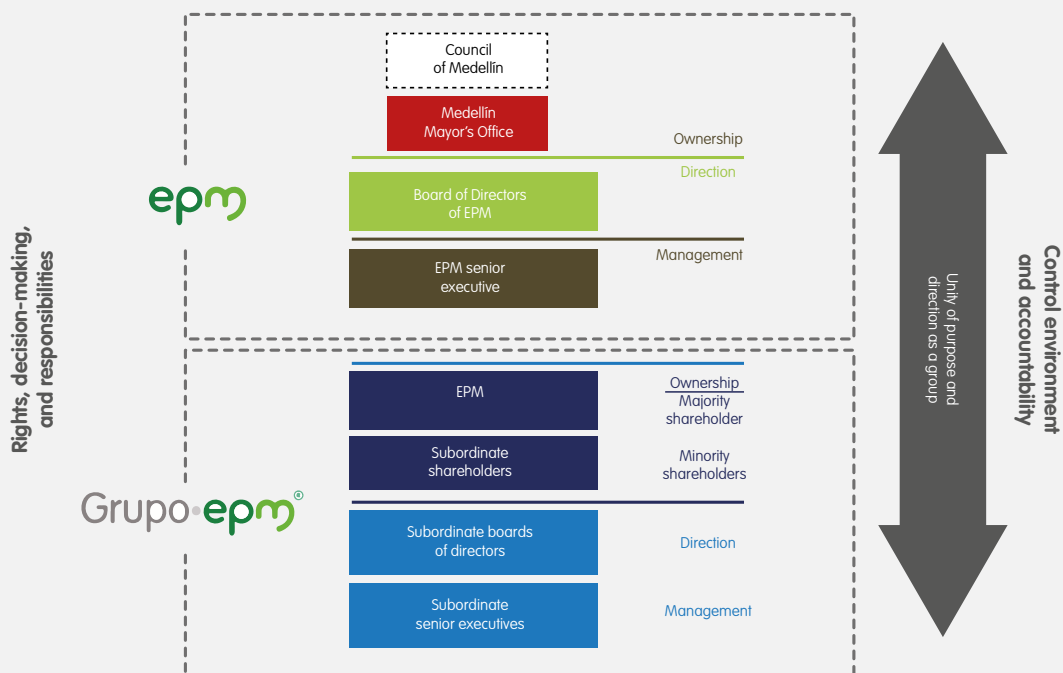 Council
of Medellín
Medellín
Mayor's Office
Ownership
Direction
epm
Board of Directors
of EPM
Management
EPM senior
executive
Rights, decision-making,
and responsibilities
Unity of purpose and
direction as a group
Control environment
and accountability
EPM
Ownership
Majority
shareholder
Subordinate
shareholders
Minority
shareholders
Grupo·epm®
Subordinate boards
of directors
Direction
Subordinate
senior executives
Management